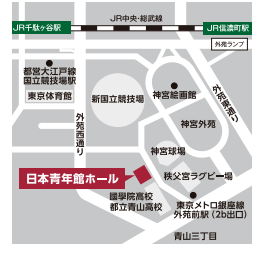 JR中央・総武線
JR千駄ヶ谷駅
JR信濃町駅
外苑ランプ
都営大江戸線
国立競技場駅
東京体育館
新国立競技場
神宮絵画館
外苑東通り
神宮外苑
外苑西通り
神宮球場
日本青年館ホール
秩父宮ラグビー場
國學院高校
都立青山高校
東京メトロ銀座線
外苑前駅（2b出口）
青山三丁目